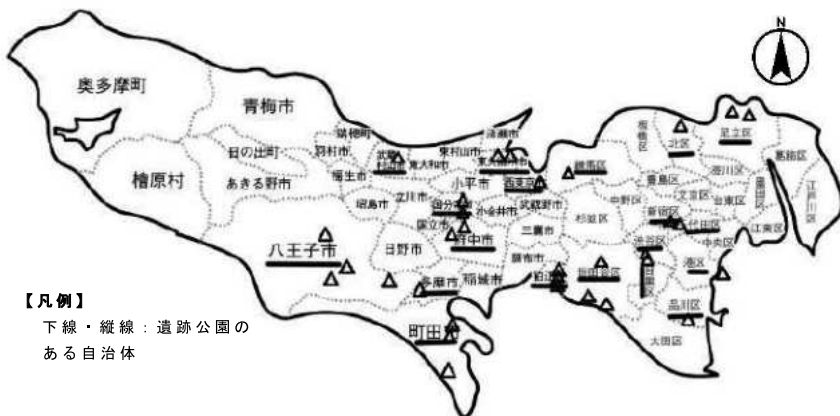 N
奥多摩町
青梅市
瑞穂町
清瀬市
板橋区
北区
足立区
葛飾区
日の出町
羽村市
武蔵村山市
東大和市
東村山市
練馬区
荒川区
檜原村
あきる野市
福生市
小平市
西東京市
豊島区
文京区
台東区
墨田区
江戸川区
昭島市
立川市
国分寺市
小金井市
武蔵野市
杉並区
中野区
新宿区
千代田区
江東区
八王子市
日野市
国立市
府中市
三鷹市
渋谷区
中央区
調布市
港区
多摩市
稲城市
狛江市
世田谷区
目黒区
品川区
町田市
大田区
【凡例】
下線・縦線：遺跡公園の
ある自治体